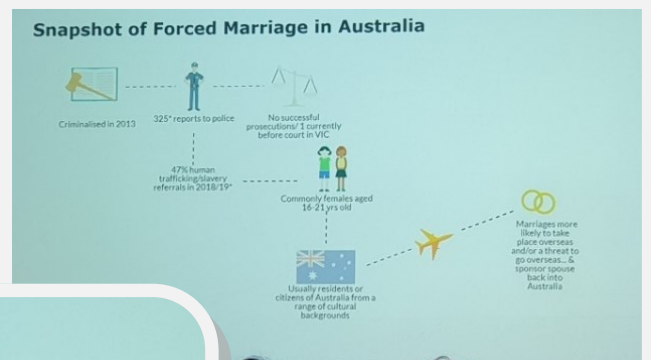 Snapshot of Forced Marriage in Australia
Criminalised in 2013
325* reports to police
No successful
prosecutions/ 1 currently
before court in VIC
47% human
trafficking/slavery
referrals in 2018/19*
Commonly females aged
16-21 yrs old
Usually residents or
citizens of Australia from a
range of cultural
backgrounds
Marriages more
likely to take
place overseas
and/or a threat to
go overseas... &
sponsor spouse
back into
Australia